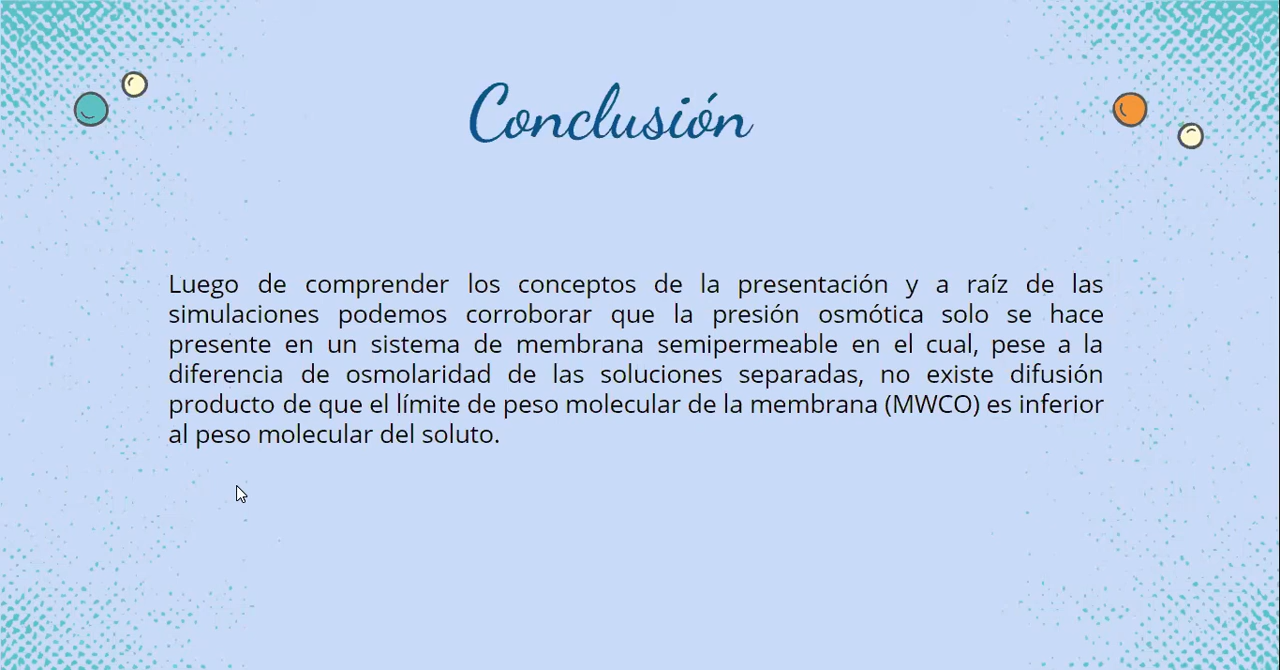 Conclusión
Luego de comprender los conceptos de la presentación y a raíz de las
simulaciones podemos corroborar que la presión osmótica solo se hace
presente en un sistema de membrana semipermeable en el cual, pese a la
diferencia de osmolaridad de las soluciones separadas, no existe difusión
producto de que el límite de peso molecular de la membrana (MWCO) es inferior
al peso molecular del soluto.